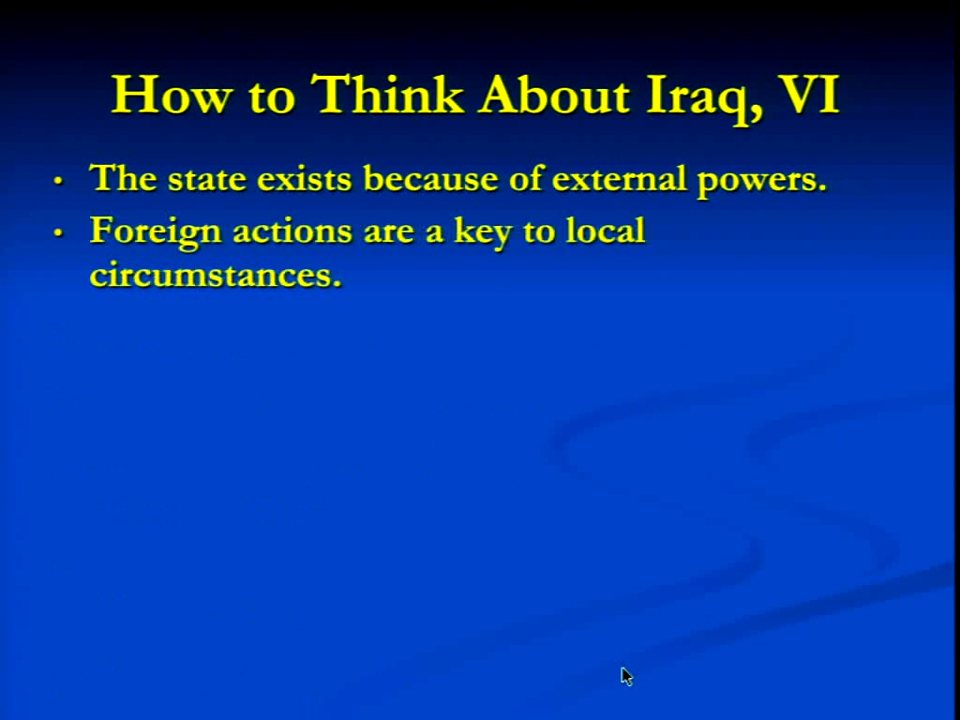 How to Think About Iraq, VI
• The state exists because of external powers.
• Foreign actions are a key to local
circumstances.